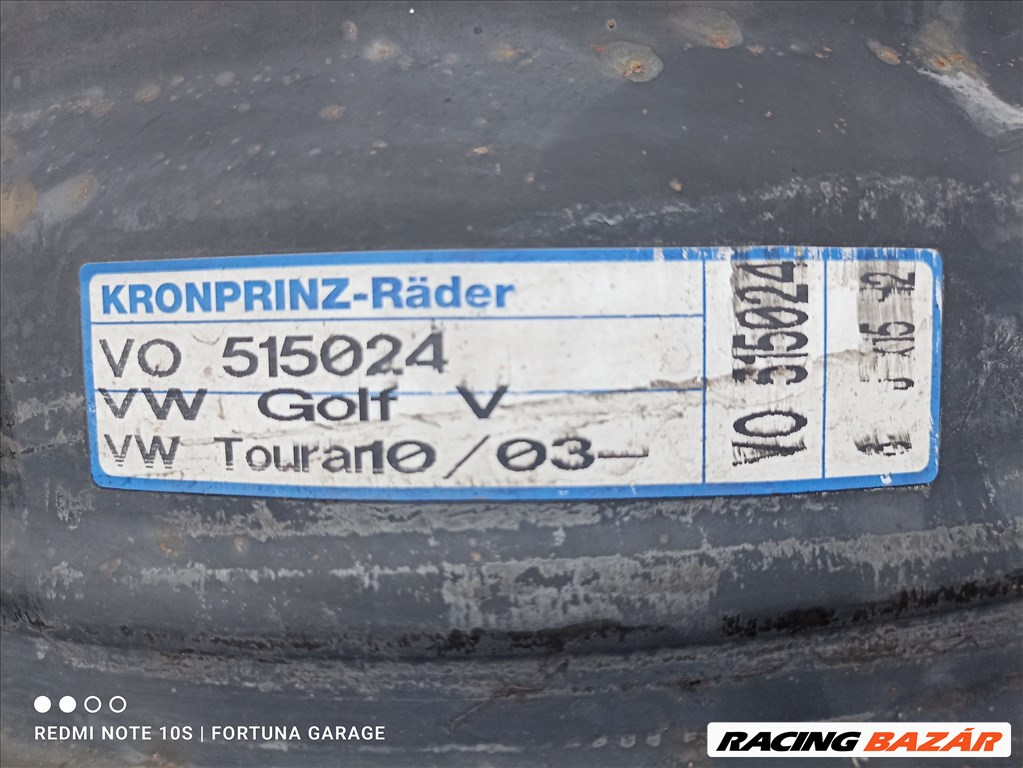 KRONPRINZ-Räder
VO 515024
VW Golf V
VW Touran10/03-
VO 515024
REDMI NOTE 10S | FORTUNA GARAGE
RACING BAZÁR